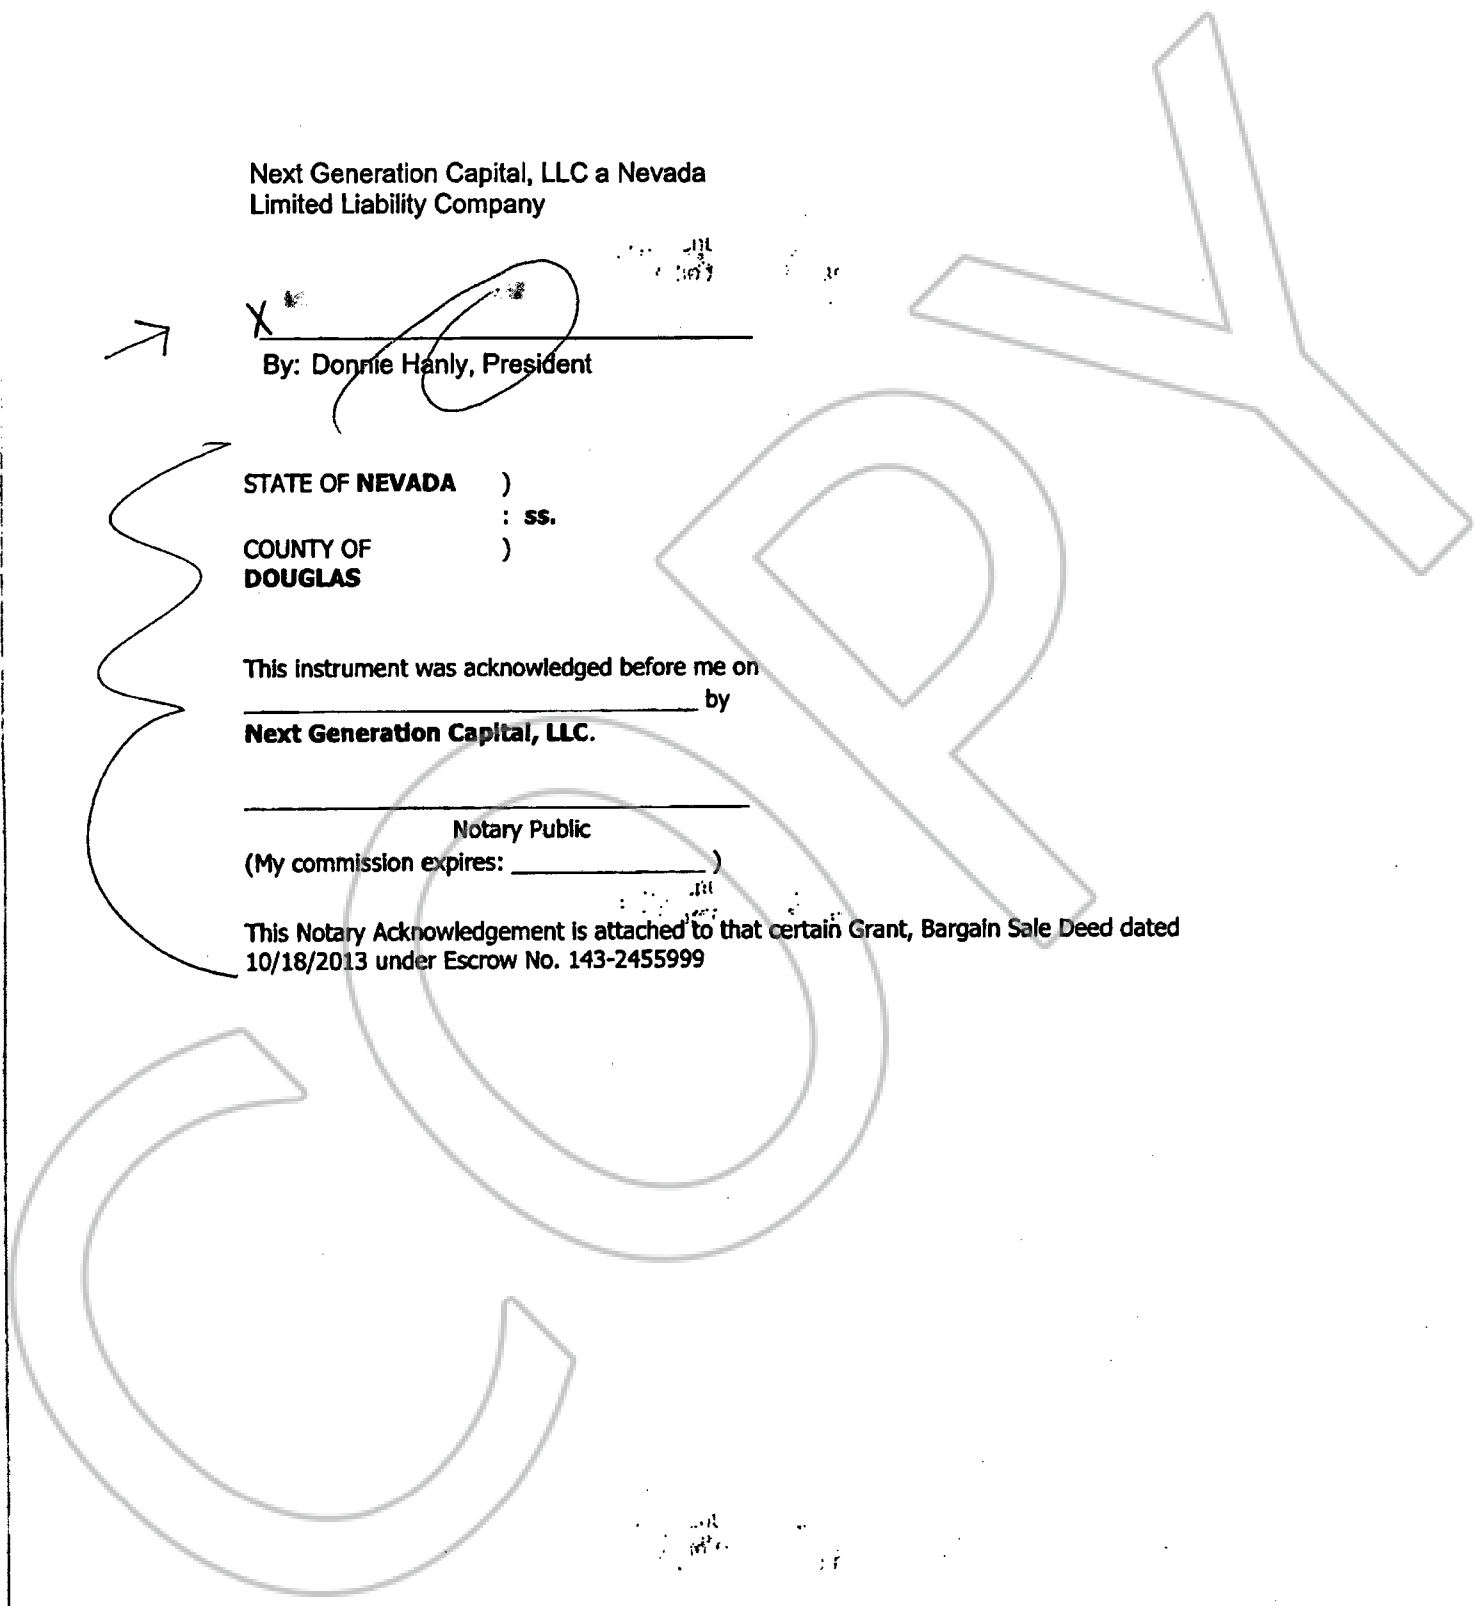 Next Generation Capital, LLC a Nevada
Limited Liability Company
X
By: Donnie Hanly, President
STATE OF NEVADA )
: ss.
COUNTY OF )
DOUGLAS
This instrument was acknowledged before me on
____________________ by
Next Generation Capital, LLC.
Notary Public
(My commission expires: ____________ )
This Notary Acknowledgement is attached to that certain Grant, Bargain Sale Deed dated
10/18/2013 under Escrow No. 143-2455999
COPY